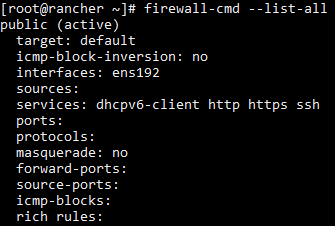 [root@rancher ~]# firewall-cmd --list-all
public (active)
target: default
icmp-block-inversion: no
interfaces: ens192
sources:
services: dhcpv6-client http https ssh
ports:
protocols:
masquerade: no
forward-ports:
source-ports:
icmp-blocks:
rich rules: